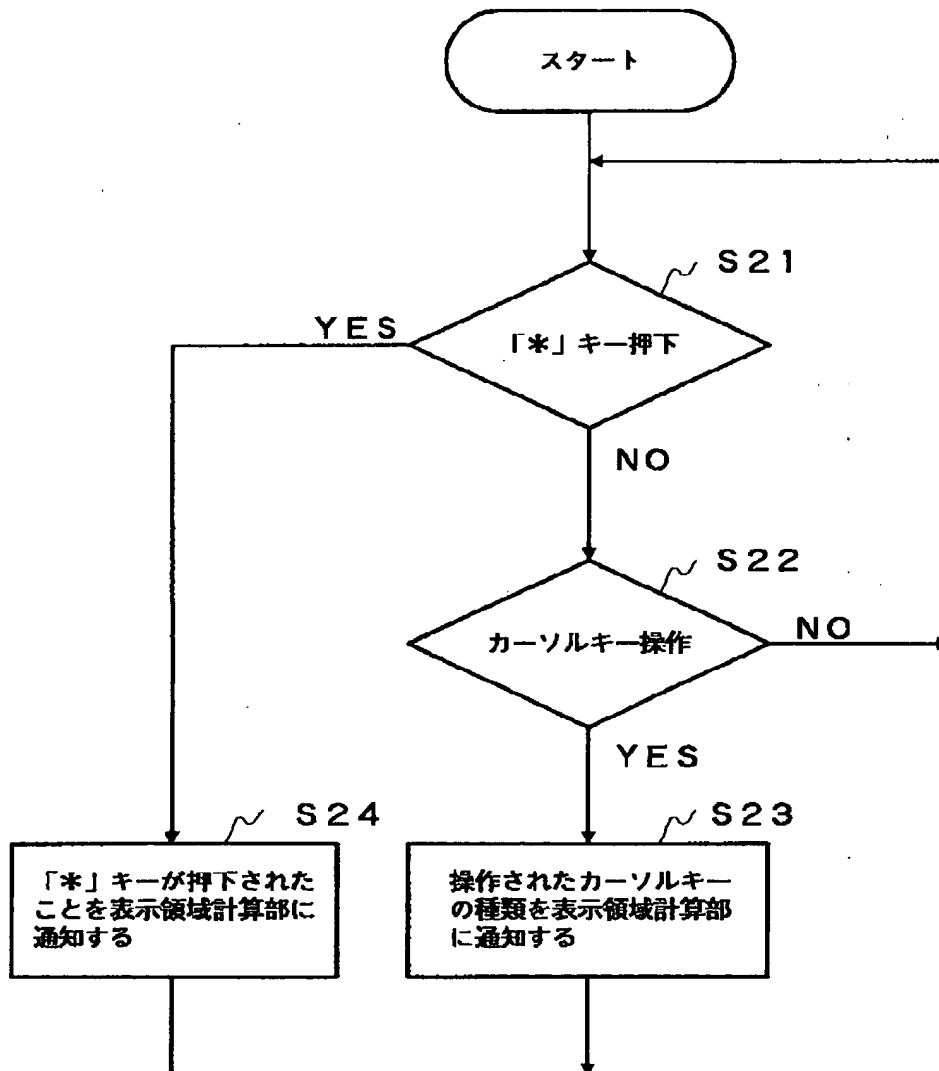 スタート
S21
YES
「*」キー押下
NO
S22
カーソルキー操作
NO
YES
S24
S23
「*」キーが押下された
ことを表示領域計算部に
通知する
操作されたカーソルキー
の種類を表示領域計算部
に通知する